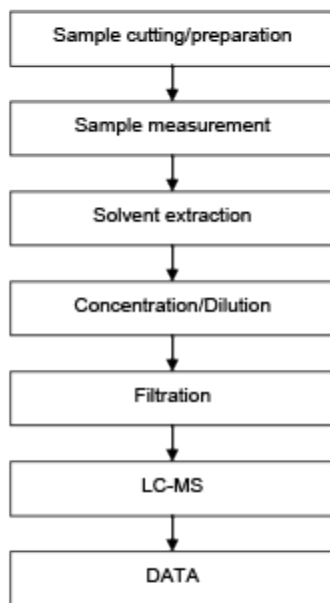 Sample cutting/preparation
Sample measurement
Solvent extraction
Concentration/Dilution
Filtration
LC-MS
DATA